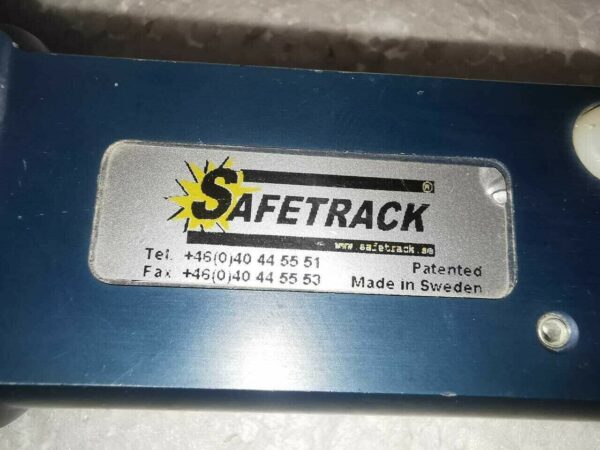 SAFETRACK®
www.safetrack.se
Tel. +46(0)40 44 55 51
Fax +46(0)40 44 55 53
Patented
Made in Sweden